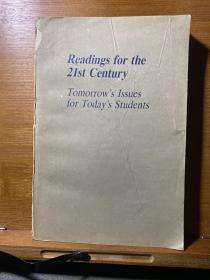 Readings for the
21st Century
Tomorrow's Issues
for Today's Students